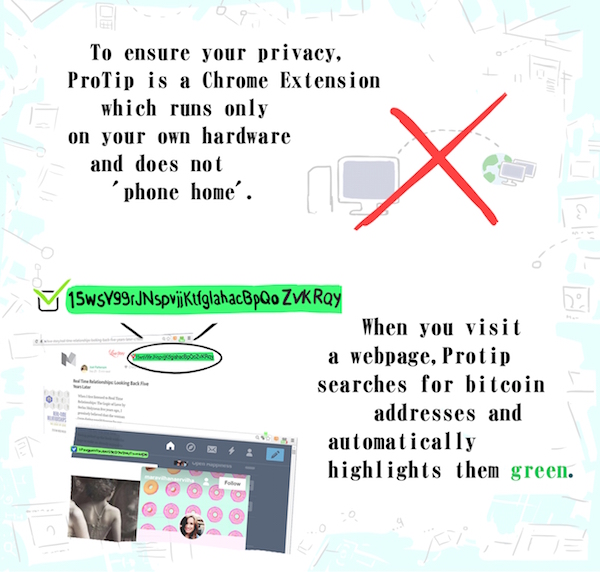 To ensure your privacy,
ProTip is a Chrome Extension
which runs only
on your own hardware
and does not
'phone home'.
15wsV99rJNspvjjKtfglahacBpQoZvKRqy
When you visit
a webpage, Protip
searches for bitcoin
addresses and
automatically
highlights them green.
Real Time Relationships: Looking Back Five
Years Later
Follow